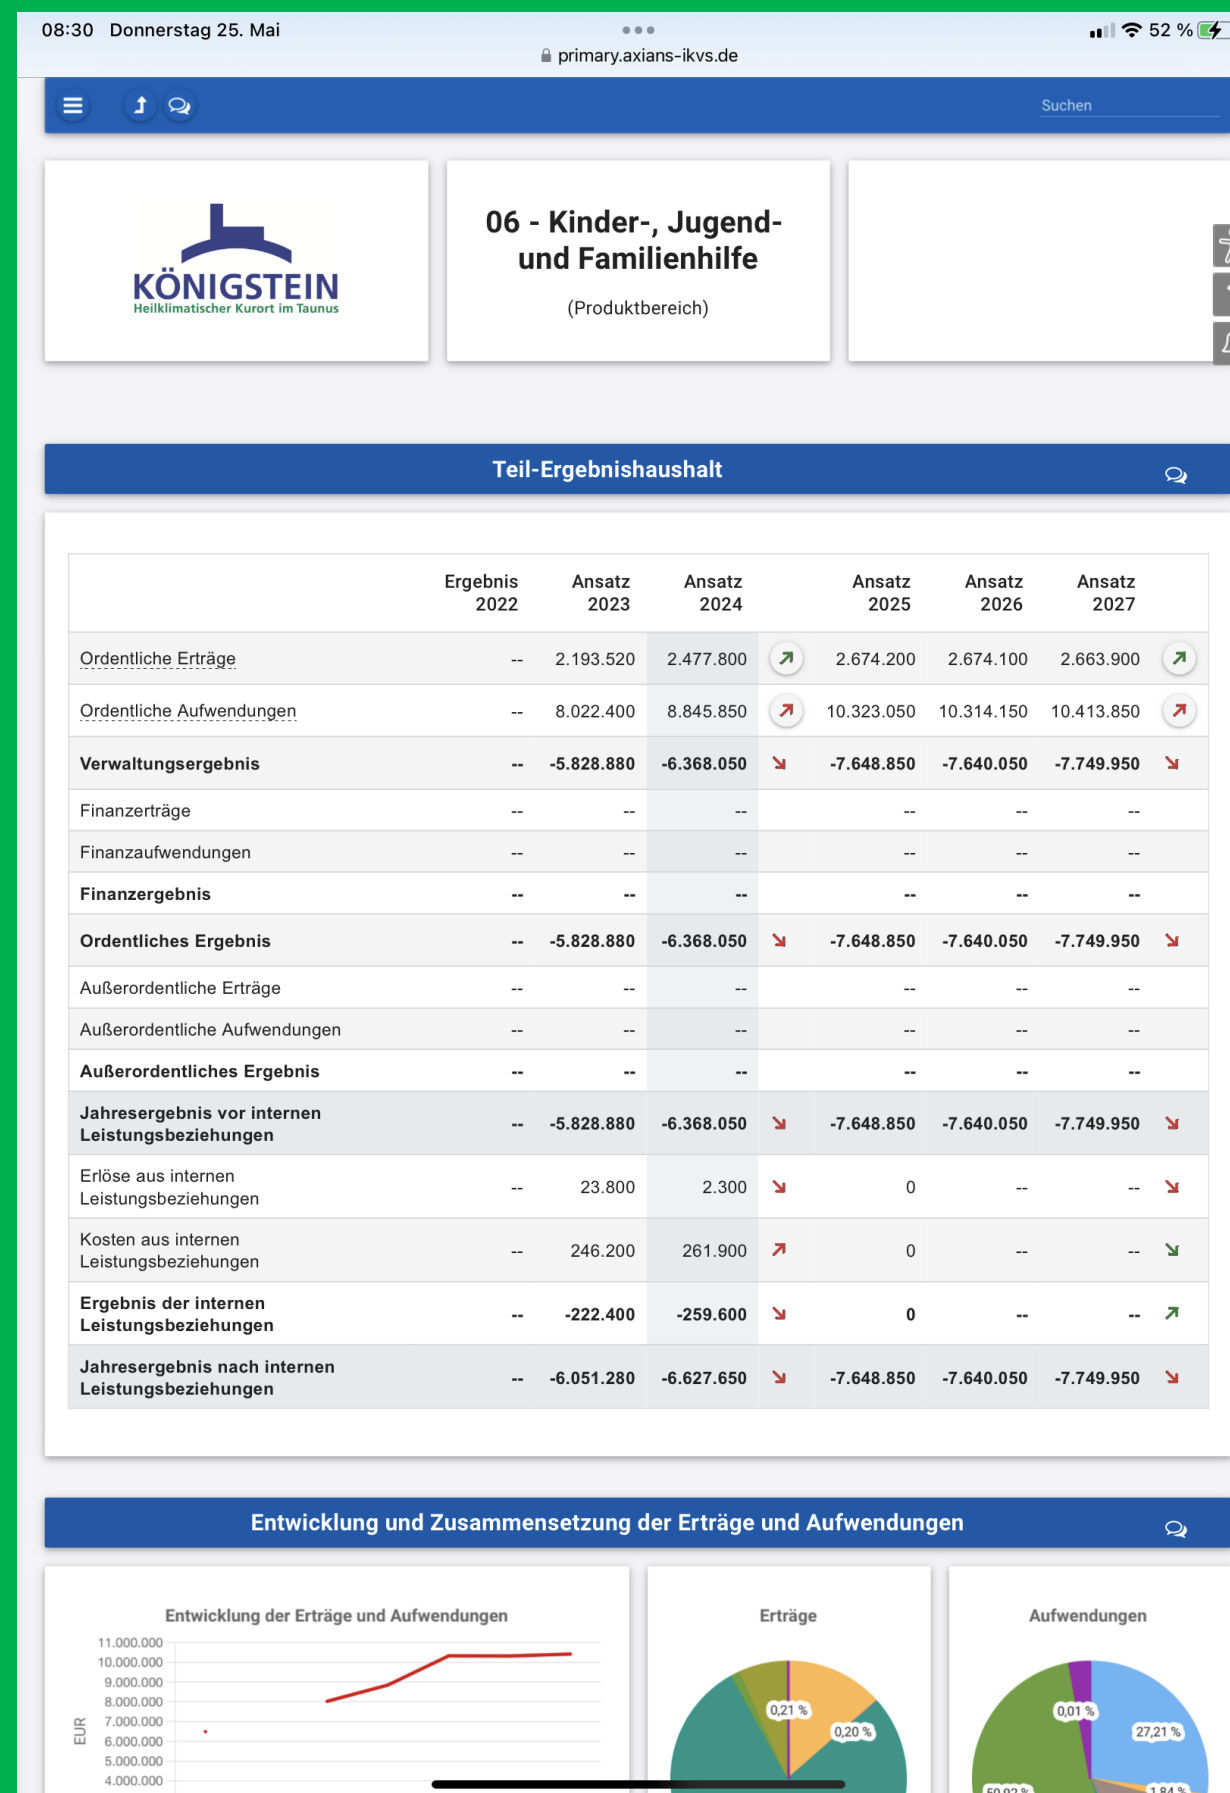 08:30 Donnerstag 25. Mai
52 %
primary.axians-ikvs.de
Suchen
KÖNIGSTEIN
Heilklimatischer Kurort im Taunus
06 - Kinder-, Jugend-
und Familienhilfe
(Produktbereich)
Teil-Ergebnishaushalt
Ergebnis 2022 Ansatz 2023 Ansatz 2024 Ansatz 2025 Ansatz 2026 Ansatz 2027
Ordentliche Erträge -- 2.193.520 2.477.800 2.674.200 2.674.100 2.663.900
Ordentliche Aufwendungen -- 8.022.400 8.845.850 10.323.050 10.314.150 10.413.850
Verwaltungsergebnis -- -5.828.880 -6.368.050 -7.648.850 -7.640.050 -7.749.950
Finanzerträge -- -- -- -- -- --
Finanzaufwendungen -- -- -- -- -- --
Finanzergebnis -- -- -- -- -- --
Ordentliches Ergebnis -- -5.828.880 -6.368.050 -7.648.850 -7.640.050 -7.749.950
Außerordentliche Erträge -- -- -- -- -- --
Außerordentliche Aufwendungen -- -- -- -- -- --
Außerordentliches Ergebnis -- -- -- -- -- --
Jahresergebnis vor internen
Leistungsbeziehungen -- -5.828.880 -6.368.050 -7.648.850 -7.640.050 -7.749.950
Erlöse aus internen
Leistungsbeziehungen -- 23.800 2.300 0 -- --
Kosten aus internen
Leistungsbeziehungen -- 246.200 261.900 0 -- --
Ergebnis der internen
Leistungsbeziehungen -- -222.400 -259.600 0 -- --
Jahresergebnis nach internen
Leistungsbeziehungen -- -6.051.280 -6.627.650 -7.648.850 -7.640.050 -7.749.950
Entwicklung und Zusammensetzung der Erträge und Aufwendungen
Entwicklung der Erträge und Aufwendungen
11.000.000
10.000.000
9.000.000
8.000.000
7.000.000
6.000.000
5.000.000
4.000.000
EUR
Erträge
0,21 %
0,20 %
Aufwendungen
0,01 %
27,21 %
1,84 %